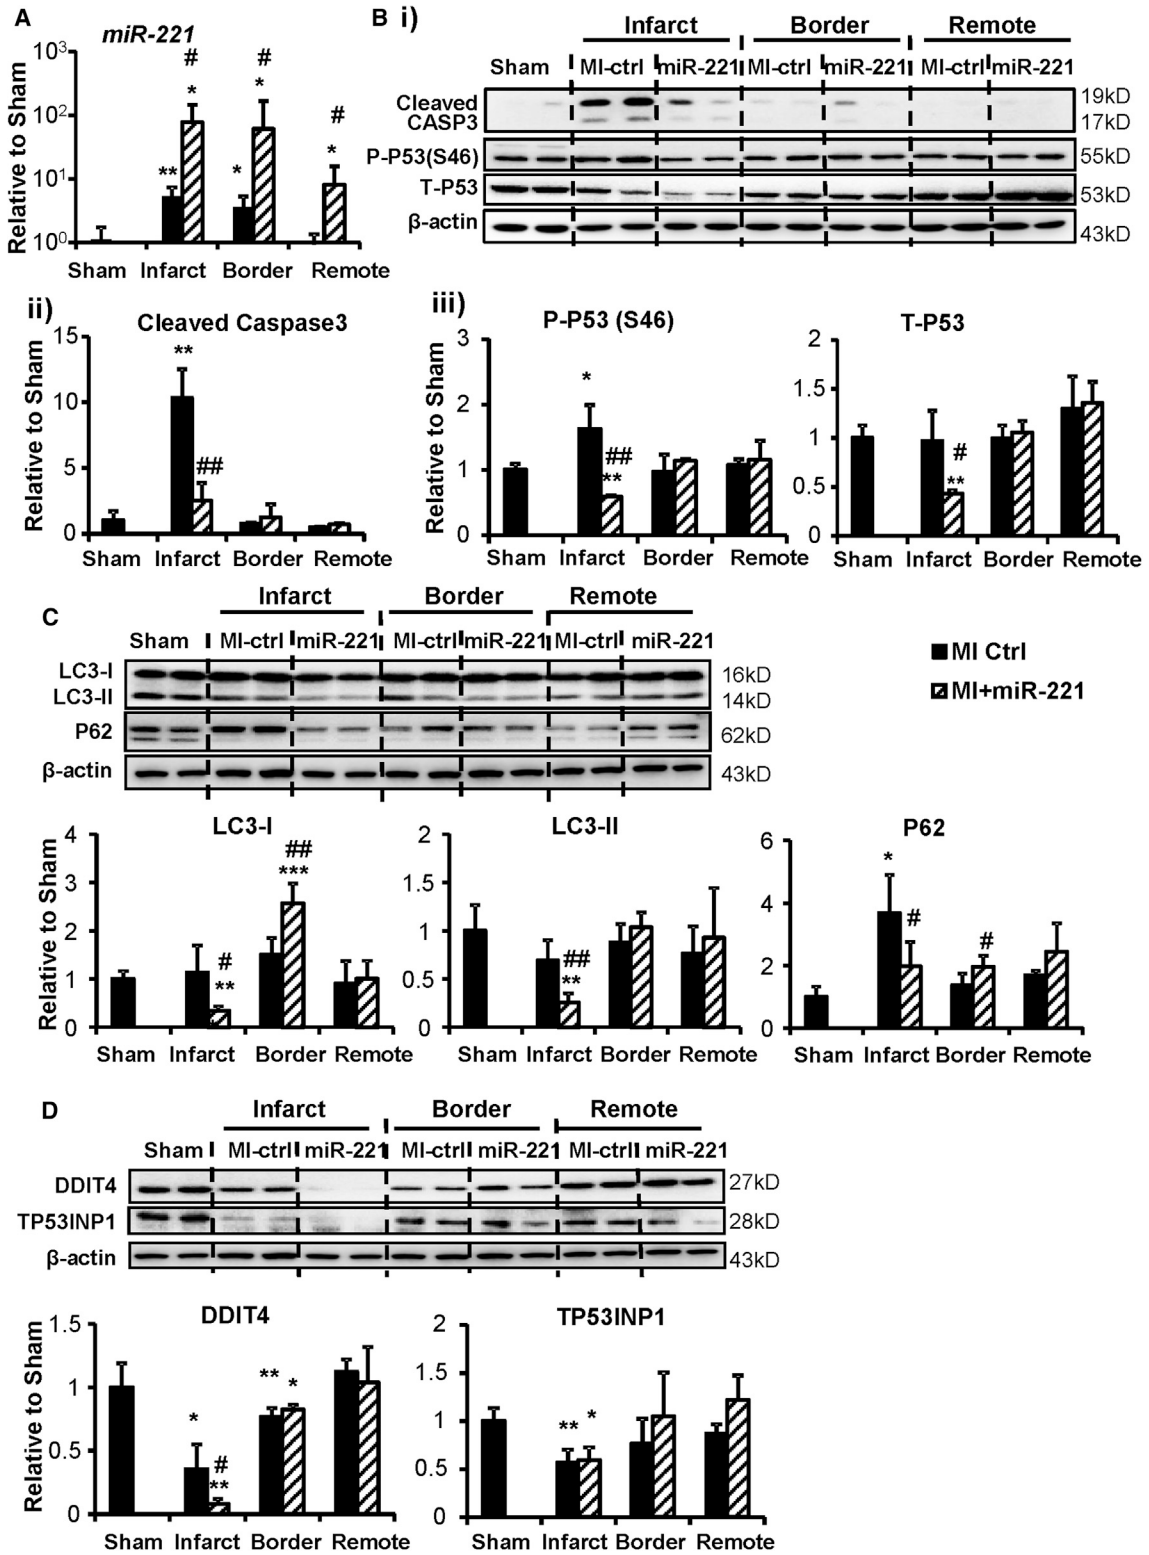 A
miR-221
Relative to Sham
10³
10²
10¹
10⁰
#
*
**
#
*
*
#
*
Sham Infarct Border Remote
B i)
Infarct Border Remote
Sham MI-ctrl miR-221 MI-ctrl miR-221 MI-ctrl miR-221
Cleaved CASP3 19kD 17kD
P-P53(S46) 55kD
T-P53 53kD
β-actin 43kD
ii)
Cleaved Caspase3
Relative to Sham
15
10
5
0
**
##
Sham Infarct Border Remote
iii)
P-P53 (S46)
Relative to Sham
3
2
1
0
*
##
**
Sham Infarct Border Remote
T-P53
2
1.5
1
0.5
0
#
**
Sham Infarct Border Remote
C
Infarct Border Remote
Sham MI-ctrl miR-221 MI-ctrl miR-221 MI-ctrl miR-221
LC3-I 16kD
LC3-II 14kD
P62 62kD
β-actin 43kD
MI Ctrl
MI+miR-221
LC3-I
Relative to Sham
4
3
2
1
0
#
**
##
***
Sham Infarct Border Remote
LC3-II
2
1.5
1
0.5
0
##
**
Sham Infarct Border Remote
P62
6
4
2
0
*
#
#
Sham Infarct Border Remote
D
Infarct Border Remote
Sham MI-ctrl miR-221 MI-ctrl miR-221 MI-ctrl miR-221
DDIT4 27kD
TP53INP1 28kD
β-actin 43kD
DDIT4
Relative to Sham
1.5
1
0.5
0
*
#
**
**
*
Sham Infarct Border Remote
TP53INP1
2
1.5
1
0.5
0
**
*
Sham Infarct Border Remote